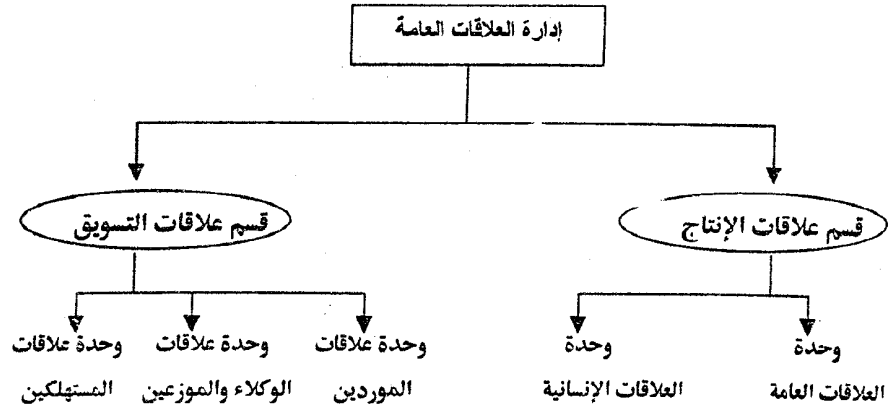 إدارة العلاقات العامة
قسم علاقات الإنتاج
قسم علاقات التسويق
وحدة
العلاقات العامة
وحدة
العلاقات الإنسانية
وحدة علاقات
الموردين
وحدة علاقات
الوكلاء والموزعين
وحدة علاقات
المستهلكين